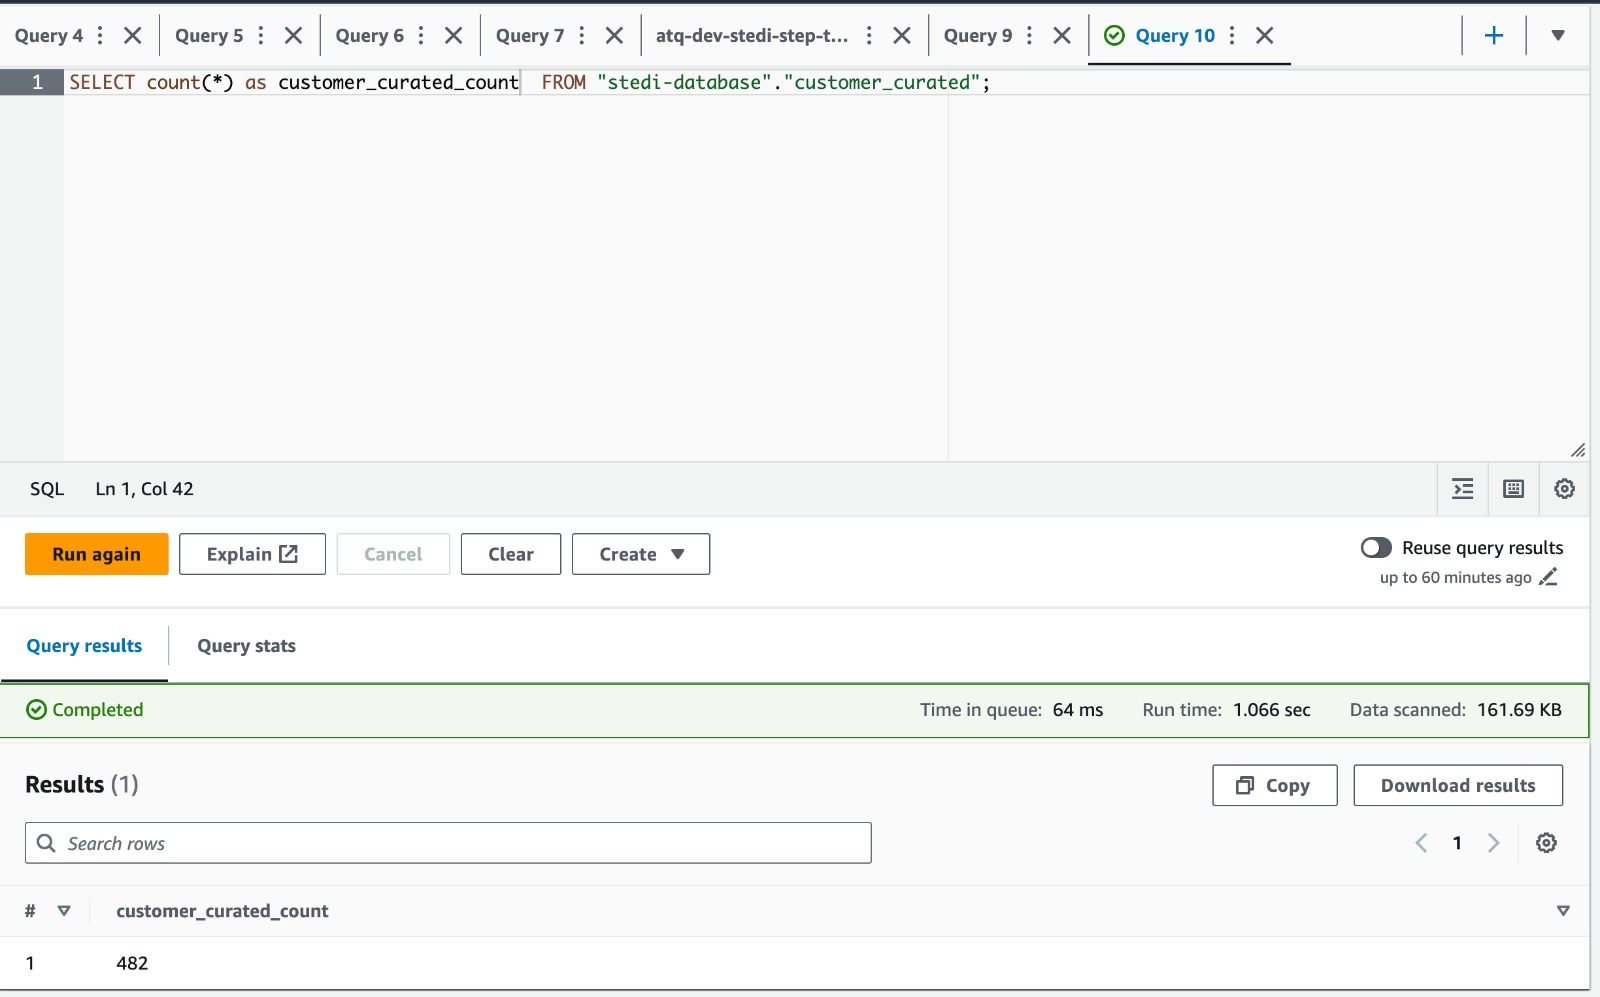 Query 4 Query 5 Query 6 Query 7 atq-dev-stedi-step-t... Query 9 Query 10
1 SELECT count(*) as customer_curated_count  FROM "stedi-database"."customer_curated";
SQL Ln 1, Col 42
Run again Explain Cancel Clear Create Reuse query results
up to 60 minutes ago
Query results Query stats
Completed Time in queue: 64 ms Run time: 1.066 sec Data scanned: 161.69 KB
Results (1) Copy Download results
Search rows 1
# customer_curated_count
1 482